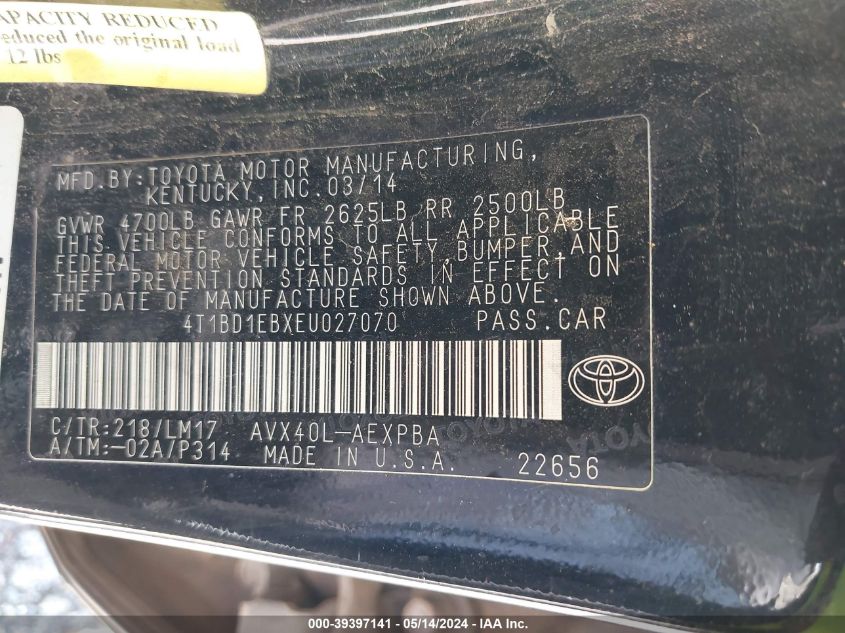 APACITY REDUCED
educed the original load
12 lbs
MFD.BY:TOYOTA MOTOR MANUFACTURING,
KENTUCKY,INC.03/14
GVWR 4700LB GAWR FR 2625LB RR 2500LB
THIS VEHICLE CONFORMS TO ALL APPLICABLE
FEDERAL MOTOR VEHICLE SAFETY,BUMPER,AND
THEFT PREVENTION STANDARDS IN EFFECT ON
THE DATE OF MANUFACTURE SHOWN ABOVE.
4T1BD1EBXEU027070 PASS.CAR
C/TR:218/LM17 AVX40L-AEXPBA
A/TM:-02A/P314 MADE IN U.S.A. 22656
000-39397141 - 05/14/2024 - IAAI.com